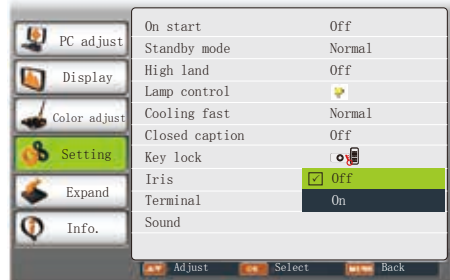 PC adjust
Display
Color adjust
Setting
Expand
Info.
On start Off
Standby mode Normal
High land Off
Lamp control
Cooling fast Normal
Closed caption Off
Key lock
Iris Off
Terminal On
Sound
Adjust Select Back